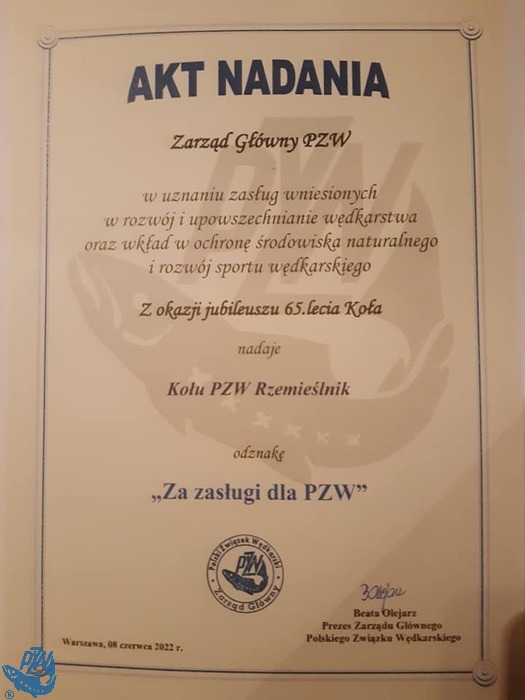 AKT NADANIA
Zarząd Główny PZW
w uznaniu zasług wniesionych
w rozwój i upowszechnianie wędkarstwa
oraz wkład w ochronę środowiska naturalnego
i rozwój sportu wędkarskiego
Z okazji jubileuszu 65.lecia Koła
nadaje
Kołu PZW Rzemieślnik
odznakę
„Za zasługi dla PZW”
Polski Związek Wędkarski
PZW
Zarząd Główny
BOlejarz
Beata Olejarz
Prezes Zarządu Głównego
Polskiego Związku Wędkarskiego
Warszawa, 08 czerwca 2022 r.
PZW
®